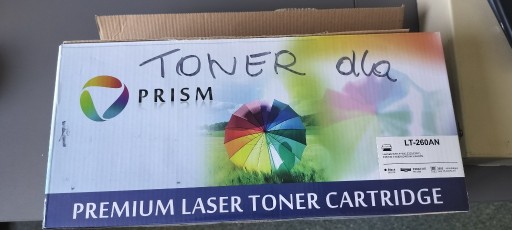 TONER dla
PRISM
LT-260AN
PREMIUM LASER TONER CARTRIDGE